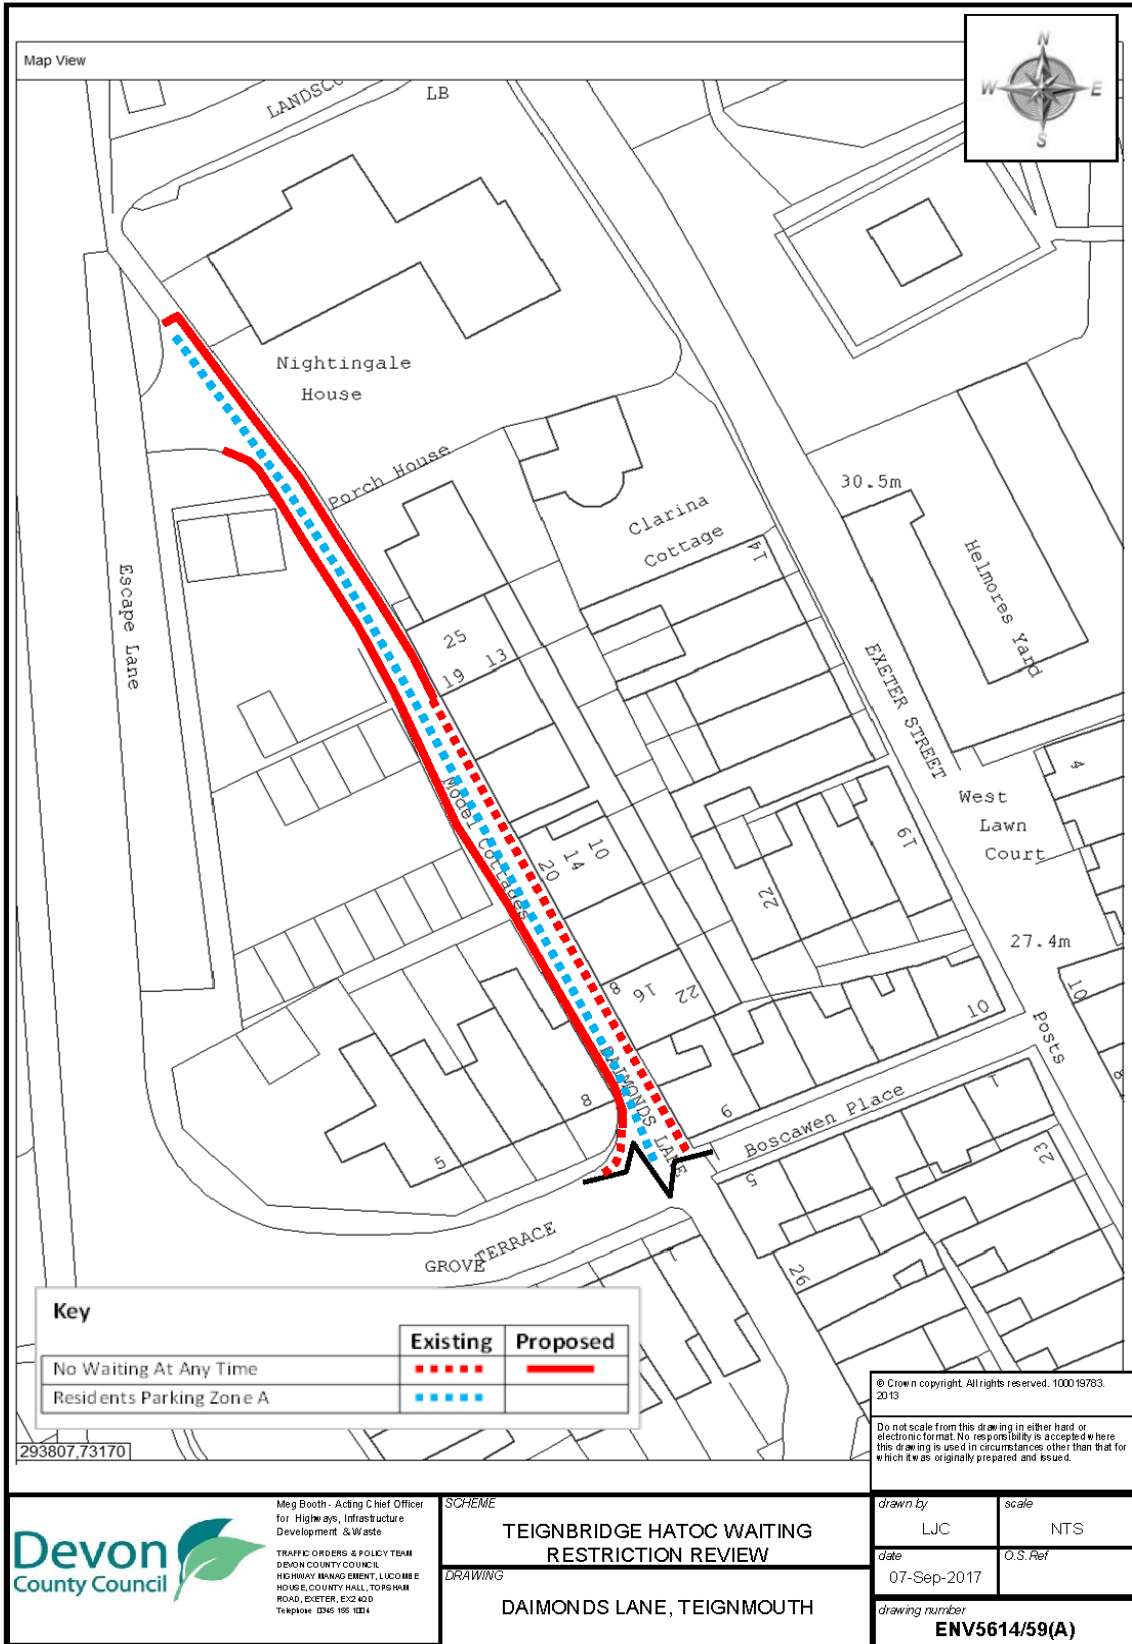 Map View
N
W E
S
LANDSCO
LB
Nightingale
House
Porch House
Clarina
Cottage
14
30.5m
Helmores Yard
Escape Lane
25
19 13
EXETER STREET
4
West
Lawn
Court
Model Cottages
10
14
20
19
22
27.4m
8 16 22
10
10
Posts
DAIMONDS LANE
8
8
6
Boscawen Place
1
5
5
23
GROVE TERRACE
1
26
Key
Existing Proposed
No Waiting At Any Time
Residents Parking Zone A
293807,73170
© Crown copyright. All rights reserved. 100019783.
2013
Do not scale from this drawing in either hard or
electronic format. No responsibility is accepted where
this drawing is used in circumstances other than that for
which it was originally prepared and issued.
Devon
County Council
Meg Booth - Acting Chief Officer
for Highways, Infrastructure
Development & Waste
TRAFFIC ORDERS & POLICY TEAM
DEVON COUNTY COUNCIL
HIGHWAY MANAGEMENT, LUCOMBE
HOUSE, COUNTY HALL, TOPSHAM
ROAD, EXETER, EX2 4QD
Telephone 0345 155 1004
SCHEME
TEIGNBRIDGE HATOC WAITING
RESTRICTION REVIEW
DRAWING
DAIMONDS LANE, TEIGNMOUTH
drawn by
LJC
scale
NTS
date
07-Sep-2017
O.S. Ref
drawing number
ENV5614/59(A)